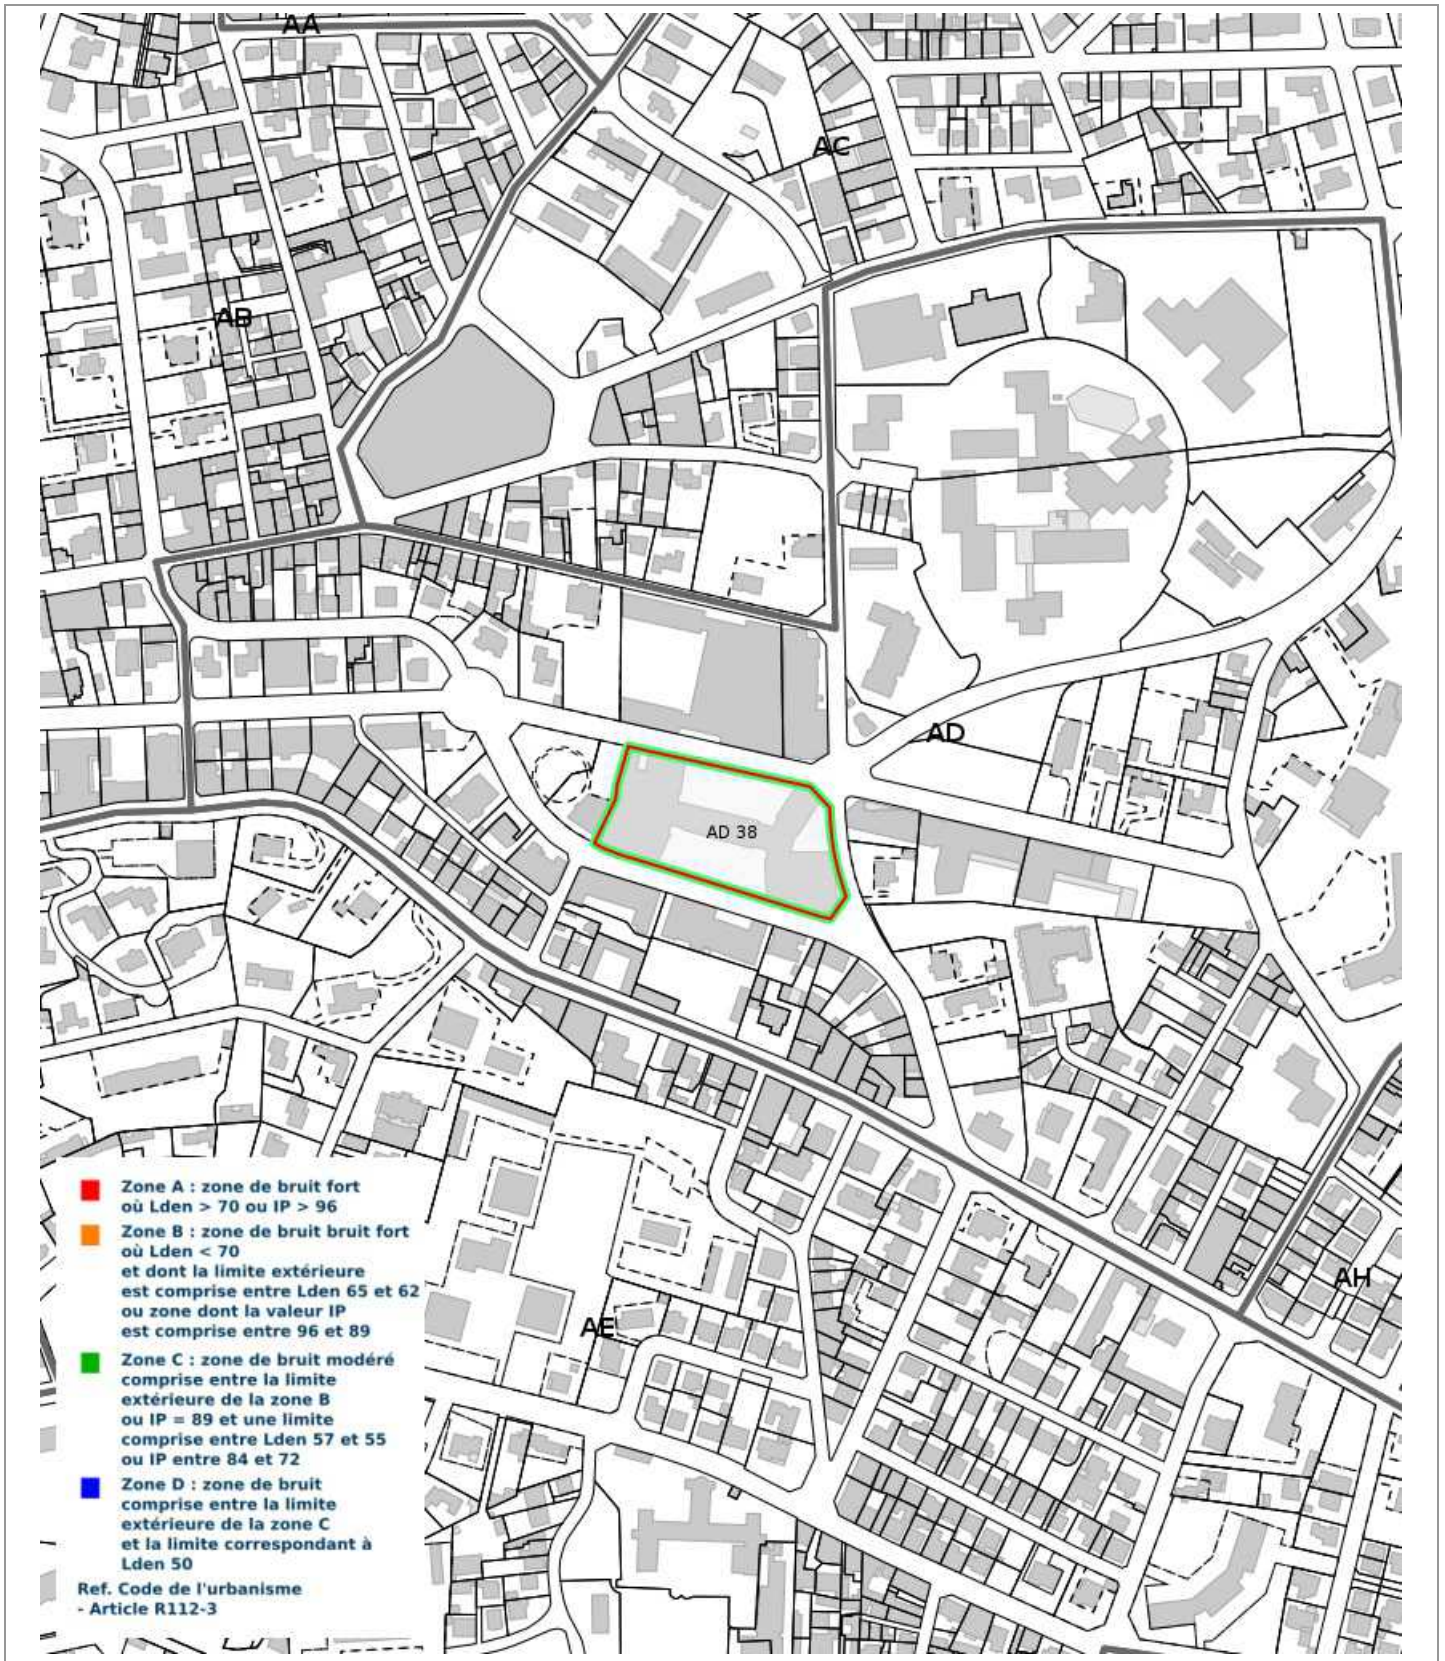 AA
AC
AB
AD
AD 38
AH
AE
Zone A : zone de bruit fort
où Lden > 70 ou IP > 96
Zone B : zone de bruit bruit fort
où Lden < 70
et dont la limite extérieure
est comprise entre Lden 65 et 62
ou zone dont la valeur IP
est comprise entre 96 et 89
Zone C : zone de bruit modéré
comprise entre la limite
extérieure de la zone B
ou IP = 89 et une limite
comprise entre Lden 57 et 55
ou IP entre 84 et 72
Zone D : zone de bruit
comprise entre la limite
extérieure de la zone C
et la limite correspondant à
Lden 50
Ref. Code de l'urbanisme
- Article R112-3